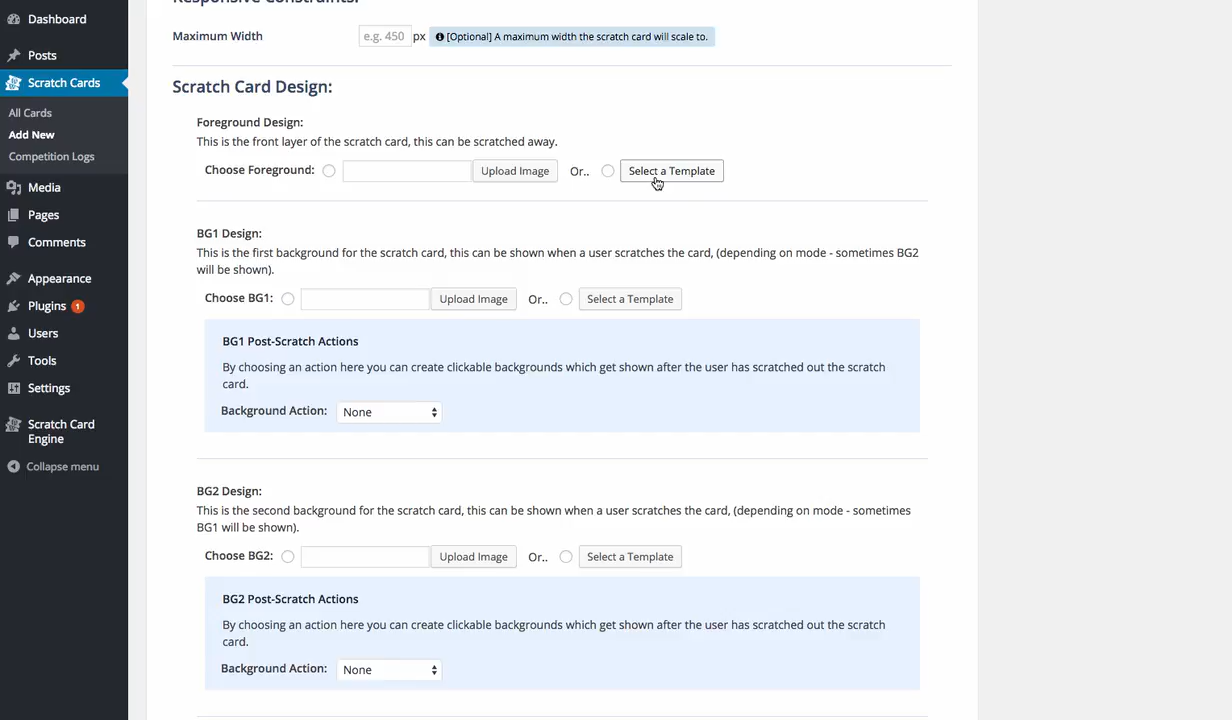 Dashboard
Posts
Scratch Cards
All Cards
Add New
Competition Logs
Media
Pages
Comments
Appearance
Plugins 1
Users
Tools
Settings
Scratch Card
Engine
Collapse menu
Responsive Constraints:
Maximum Width e.g. 450 px [Optional] A maximum width the scratch card will scale to.
Scratch Card Design:
Foreground Design:
This is the front layer of the scratch card, this can be scratched away.
Choose Foreground: Upload Image Or.. Select a Template
BG1 Design:
This is the first background for the scratch card, this can be shown when a user scratches the card, (depending on mode - sometimes BG2
will be shown).
Choose BG1: Upload Image Or.. Select a Template
BG1 Post-Scratch Actions
By choosing an action here you can create clickable backgrounds which get shown after the user has scratched out the scratch
card.
Background Action: None
BG2 Design:
This is the second background for the scratch card, this can be shown when a user scratches the card, (depending on mode - sometimes
BG1 will be shown).
Choose BG2: Upload Image Or.. Select a Template
BG2 Post-Scratch Actions
By choosing an action here you can create clickable backgrounds which get shown after the user has scratched out the scratch
card.
Background Action: None